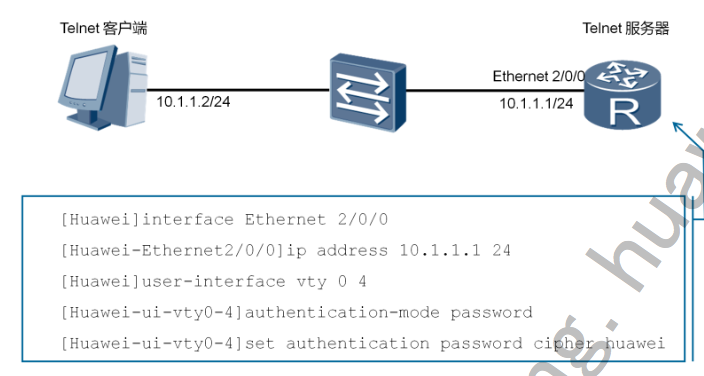 Telnet 客户端
Telnet 服务器
Ethernet 2/0/0
10.1.1.2/24
10.1.1.1/24
R
[Huawei]interface Ethernet 2/0/0
[Huawei-Ethernet2/0/0]ip address 10.1.1.1 24
[Huawei]user-interface vty 0 4
[Huawei-ui-vty0-4]authentication-mode password
[Huawei-ui-vty0-4]set authentication password cipher huawei